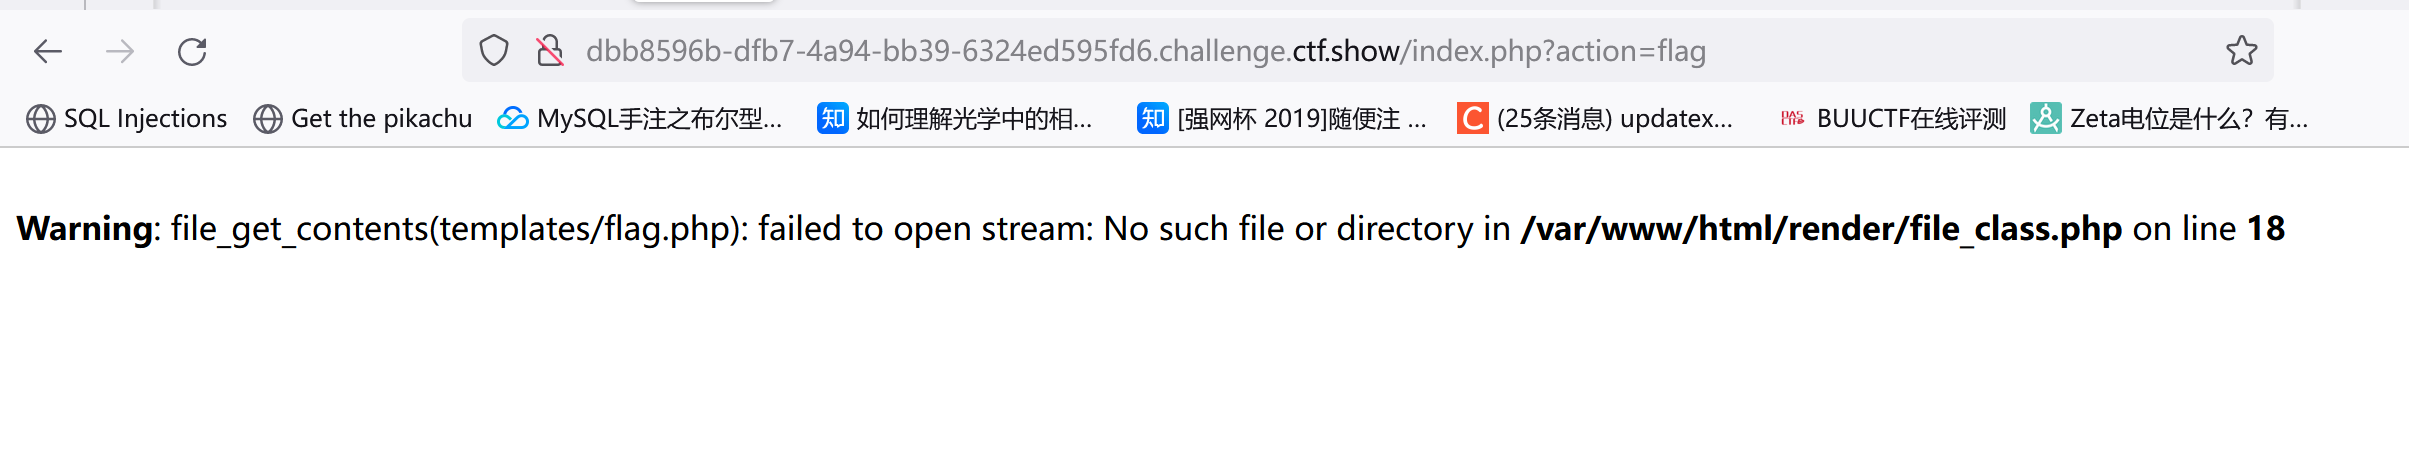 dbb8596b-dfb7-4a94-bb39-6324ed595fd6.challenge.ctf.show/index.php?action=flag
SQL Injections Get the pikachu MySQL手注之布尔型... 知 如何理解光学中的相... 知 [强网杯 2019]随便注 ... C (25条消息) updatex... BUUCTF在线评测 Zeta电位是什么？有...
Warning: file_get_contents(templates/flag.php): failed to open stream: No such file or directory in /var/www/html/render/file_class.php on line 18